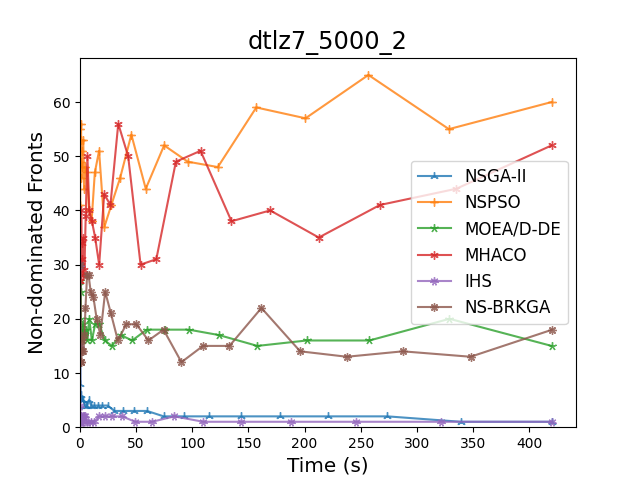 dtlz7_5000_2
Non-dominated Fronts
60
50
40
30
20
10
0
0 50 100 150 200 250 300 350 400
Time (s)
NSGA-II
NSPSO
MOEA/D-DE
MHACO
IHS
NS-BRKGA